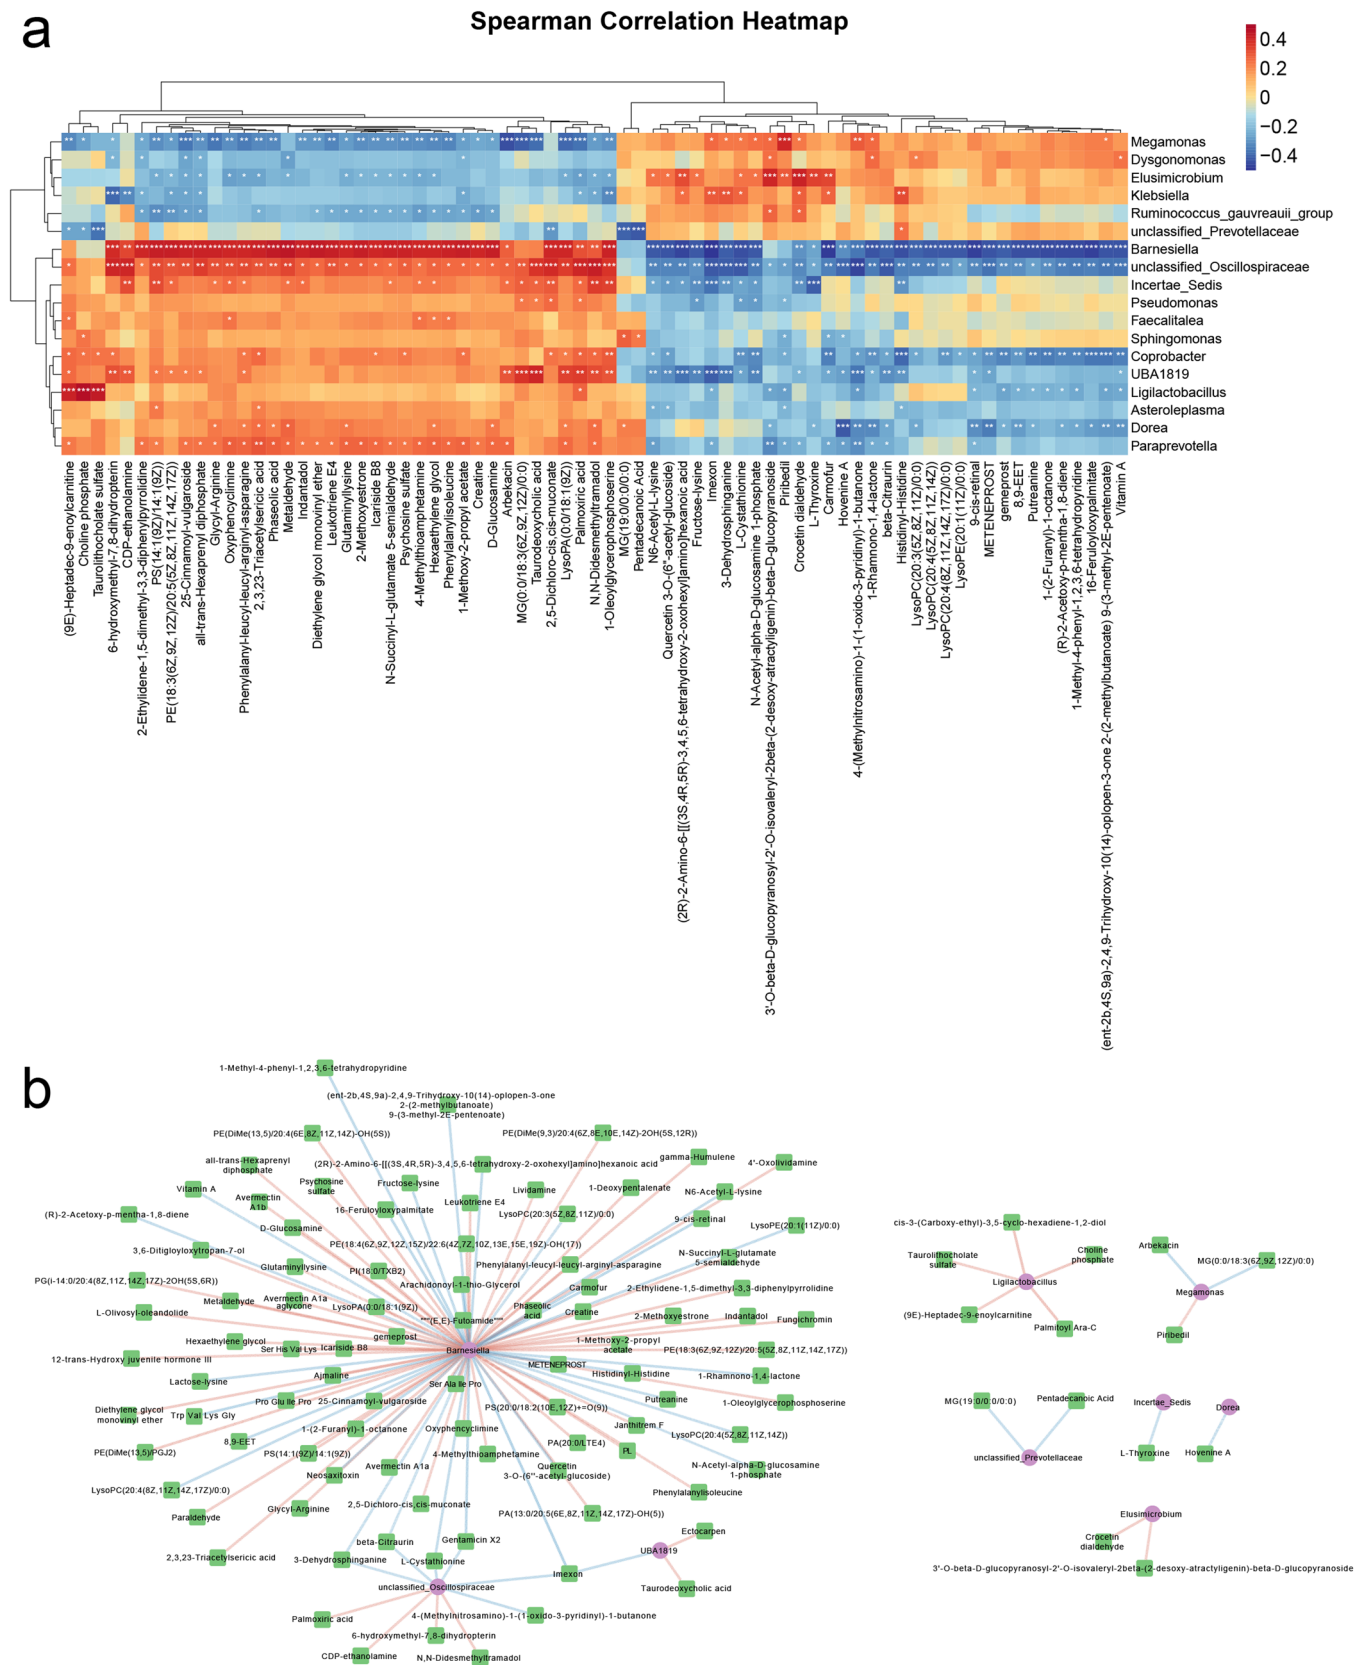 a
Spearman Correlation Heatmap
0.4
0.2
0
−0.2
−0.4
Megamonas
Dysgonomonas
Elusimicrobium
Klebsiella
Ruminococcus_gauvreauii_group
unclassified_Prevotellaceae
Barnesiella
unclassified_Oscillospiraceae
Incertae_Sedis
Pseudomonas
Faecalitalea
Sphingomonas
Coprobacter
UBA1819
Ligilactobacillus
Asteroleplasma
Dorea
Paraprevotella
(9E)-Heptadec-9-enoylcarnitine
Choline phosphate
Taurolithocholate sulfate
6-hydroxymethyl-7,8-dihydropterin
CDP-ethanolamine
2-Ethylidene-1,5-dimethyl-3,3-diphenylpyrrolidine
PS(14:1(9Z)/14:1(9Z))
PE(18:3(6Z,9Z,12Z)/20:5(5Z,8Z,11Z,14Z,17Z))
25-Cinnamoyl-vulgaroside
all-trans-Hexaprenyl diphosphate
Glycyl-Arginine
Oxyphencyclimine
Phenylalanyl-leucyl-leucyl-arginyl-asparagine
2,3,23-Triacetylsericic acid
Phaseolic acid
Metaldehyde
Indantadol
Diethylene glycol monovinyl ether
Leukotriene E4
Glutaminyllysine
2-Methoxyestrone
Icariside B8
N-Succinyl-L-glutamate 5-semialdehyde
Psychosine sulfate
4-Methylthioamphetamine
Hexaethylene glycol
Phenylalanylisoleucine
1-Methoxy-2-propyl acetate
Creatine
D-Glucosamine
Arbekacin
MG(0:0/18:3(6Z,9Z,12Z)/0:0)
Taurodeoxycholic acid
2,5-Dichloro-cis,cis-muconate
LysoPA(0:0/18:1(9Z))
Palmoxiric acid
N,N-Didesmethyltramadol
1-Oleoylglycerophosphoserine
MG(19:0/0:0/0:0)
Pentadecanoic Acid
N6-Acetyl-L-lysine
Quercetin 3-O-(6"-acetyl-glucoside)
(2R)-2-Amino-6-[[(3S,4R,5R)-3,4,5,6-tetrahydroxy-2-oxohexyl]amino]hexanoic acid
Fructose-lysine
Imexon
3-Dehydrosphinganine
L-Cystathionine
N-Acetyl-alpha-D-glucosamine 1-phosphate
3'-O-beta-D-glucopyranosyl-2'-O-isovaleryl-2beta-(2-desoxy-atractyligenin)-beta-D-glucopyranoside
Piribedil
Crocetin dialdehyde
L-Thyroxine
Carmofur
Hovenine A
4-(Methylnitrosamino)-1-(1-oxido-3-pyridinyl)-1-butanone
1-Rhamnono-1,4-lactone
beta-Citraurin
Histidinyl-Histidine
LysoPC(20:3(5Z,8Z,11Z)/0:0)
LysoPC(20:4(5Z,8Z,11Z,14Z))
LysoPC(20:4(8Z,11Z,14Z,17Z)/0:0)
LysoPE(20:1(11Z)/0:0)
9-cis-retinal
METENEPROST
gemeprost
8,9-EET
Putreanine
1-(2-Furanyl)-1-octanone
(R)-2-Acetoxy-p-mentha-1,8-diene
1-Methyl-4-phenyl-1,2,3,6-tetrahydropyridine
16-Feruloyloxypalmitate
(ent-2b,4S,9a)-2,4,9-Trihydroxy-10(14)-oplopen-3-one 2-(2-methylbutanoate) 9-(3-methyl-2E-pentenoate)
Vitamin A
b
1-Methyl-4-phenyl-1,2,3,6-tetrahydropyridine
(ent-2b,4S,9a)-2,4,9-Trihydroxy-10(14)-oplopen-3-one
2-(2-methylbutanoate)
9-(3-methyl-2E-pentenoate)
PE(DiMe(13,5)/20:4(6E,8Z,11Z,14Z)-OH(5S))
PE(DiMe(9,3)/20:4(6Z,8E,10E,14Z)-2OH(5S,12R))
all-trans-Hexaprenyl
diphosphate
(2R)-2-Amino-6-[[(3S,4R,5R)-3,4,5,6-tetrahydroxy-2-oxohexyl]amino]hexanoic acid
gamma-Humulene
4'-Oxolividamine
Vitamin A
Avermectin
A1b
Psychosine
sulfate
Fructose-lysine
Leukotriene E4
Lividamine
1-Deoxypentalenate
N6-Acetyl-L-lysine
(R)-2-Acetoxy-p-mentha-1,8-diene
D-Glucosamine
16-Feruloyloxypalmitate
LysoPC(20:3(5Z,8Z,11Z)/0:0)
9-cis-retinal
LysoPE(20:1(11Z)/0:0)
3,6-Ditigloyloxytropan-7-ol
PE(18:4(6Z,9Z,12Z,15Z)/22:6(4Z,7Z,10Z,13E,15E,19Z)-OH(17))
N-Succinyl-L-glutamate
5-semialdehyde
Glutaminyllysine
PI(18:0/TXB2)
Phenylalanyl-leucyl-leucyl-arginyl-asparagine
PG(i-14:0/20:4(8Z,11Z,14Z,17Z)-2OH(5S,6R))
Arachidonoyl-1-thio-Glycerol
Carmofur
2-Ethylidene-1,5-dimethyl-3,3-diphenylpyrrolidine
Metaldehyde
Avermectin A1a
aglycone
LysoPA(0:0/18:1(9Z))
Phaseolic
acid
Creatine
L-Olivosyl-oleandolide
"""(E,E)-Futoamide"""
2-Methoxyestrone
Indantadol
Fungichromin
Hexaethylene glycol
Ser His Val Lys
Icariside B8
gemeprost
Barnesiella
1-Methoxy-2-propyl
acetate
PE(18:3(6Z,9Z,12Z)/20:5(5Z,8Z,11Z,14Z,17Z))
12-trans-Hydroxy juvenile hormone III
METENEPROST
Histidinyl-Histidine
1-Rhamnono-1,4-lactone
Lactose-lysine
Ajmaline
Ser Ala Ile Pro
Diethylene glycol
monovinyl ether
Trp Val Lys Gly
Pro Glu Ile Pro
25-Cinnamoyl-vulgaroside
PS(20:0/18:2(10E,12Z)+=O(9))
Putreanine
1-Oleoylglycerophosphoserine
1-(2-Furanyl)-1-octanone
Oxyphencyclimine
Janthitrem F
LysoPC(20:4(5Z,8Z,11Z,14Z))
8,9-EET
PA(20:0/LTE4)
PL
PE(DiMe(13,5)/PGJ2)
PS(14:1(9Z)/14:1(9Z))
4-Methylthioamphetamine
Avermectin A1a
Quercetin
3-O-(6"-acetyl-glucoside)
N-Acetyl-alpha-D-glucosamine
1-phosphate
Neosaxitoxin
LysoPC(20:4(8Z,11Z,14Z,17Z)/0:0)
Phenylalanylisoleucine
Paraldehyde
Glycyl-Arginine
2,5-Dichloro-cis,cis-muconate
PA(13:0/20:5(6E,8Z,11Z,14Z,17Z)-OH(5))
Ectocarpen
2,3,23-Triacetylsericic acid
3-Dehydrosphinganine
beta-Citraurin
L-Cystathionine
Gentamicin X2
UBA1819
Imexon
unclassified_Oscillospiraceae
Taurodeoxycholic acid
Palmoxiric acid
4-(Methylnitrosamino)-1-(1-oxido-3-pyridinyl)-1-butanone
6-hydroxymethyl-7,8-dihydropterin
CDP-ethanolamine
N,N-Didesmethyltramadol
cis-3-(Carboxy-ethyl)-3,5-cyclo-hexadiene-1,2-diol
Taurolithocholate
sulfate
Choline
phosphate
Ligilactobacillus
(9E)-Heptadec-9-enoylcarnitine
Palmitoyl Ara-C
Arbekacin
MG(0:0/18:3(6Z,9Z,12Z)/0:0)
Megamonas
Piribedil
MG(19:0/0:0/0:0)
Pentadecanoic Acid
unclassified_Prevotellaceae
Incertae_Sedis
L-Thyroxine
Dorea
Hovenine A
Elusimicrobium
Crocetin
dialdehyde
3'-O-beta-D-glucopyranosyl-2'-O-isovaleryl-2beta-(2-desoxy-atractyligenin)-beta-D-glucopyranoside